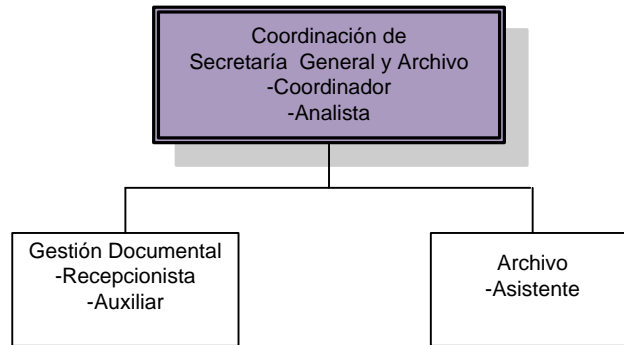 Coordinación de
Secretaría General y Archivo
-Coordinador
-Analista
Gestión Documental
-Recepcionista
-Auxiliar
Archivo
-Asistente